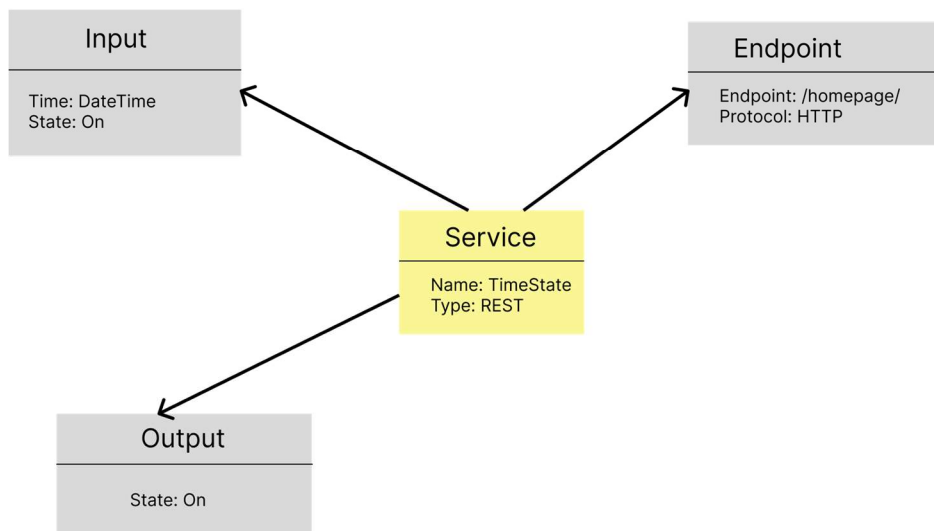 Input
Time: DateTime
State: On
Endpoint
Endpoint: /homepage/
Protocol: HTTP
Service
Name: TimeState
Type: REST
Output
State: On